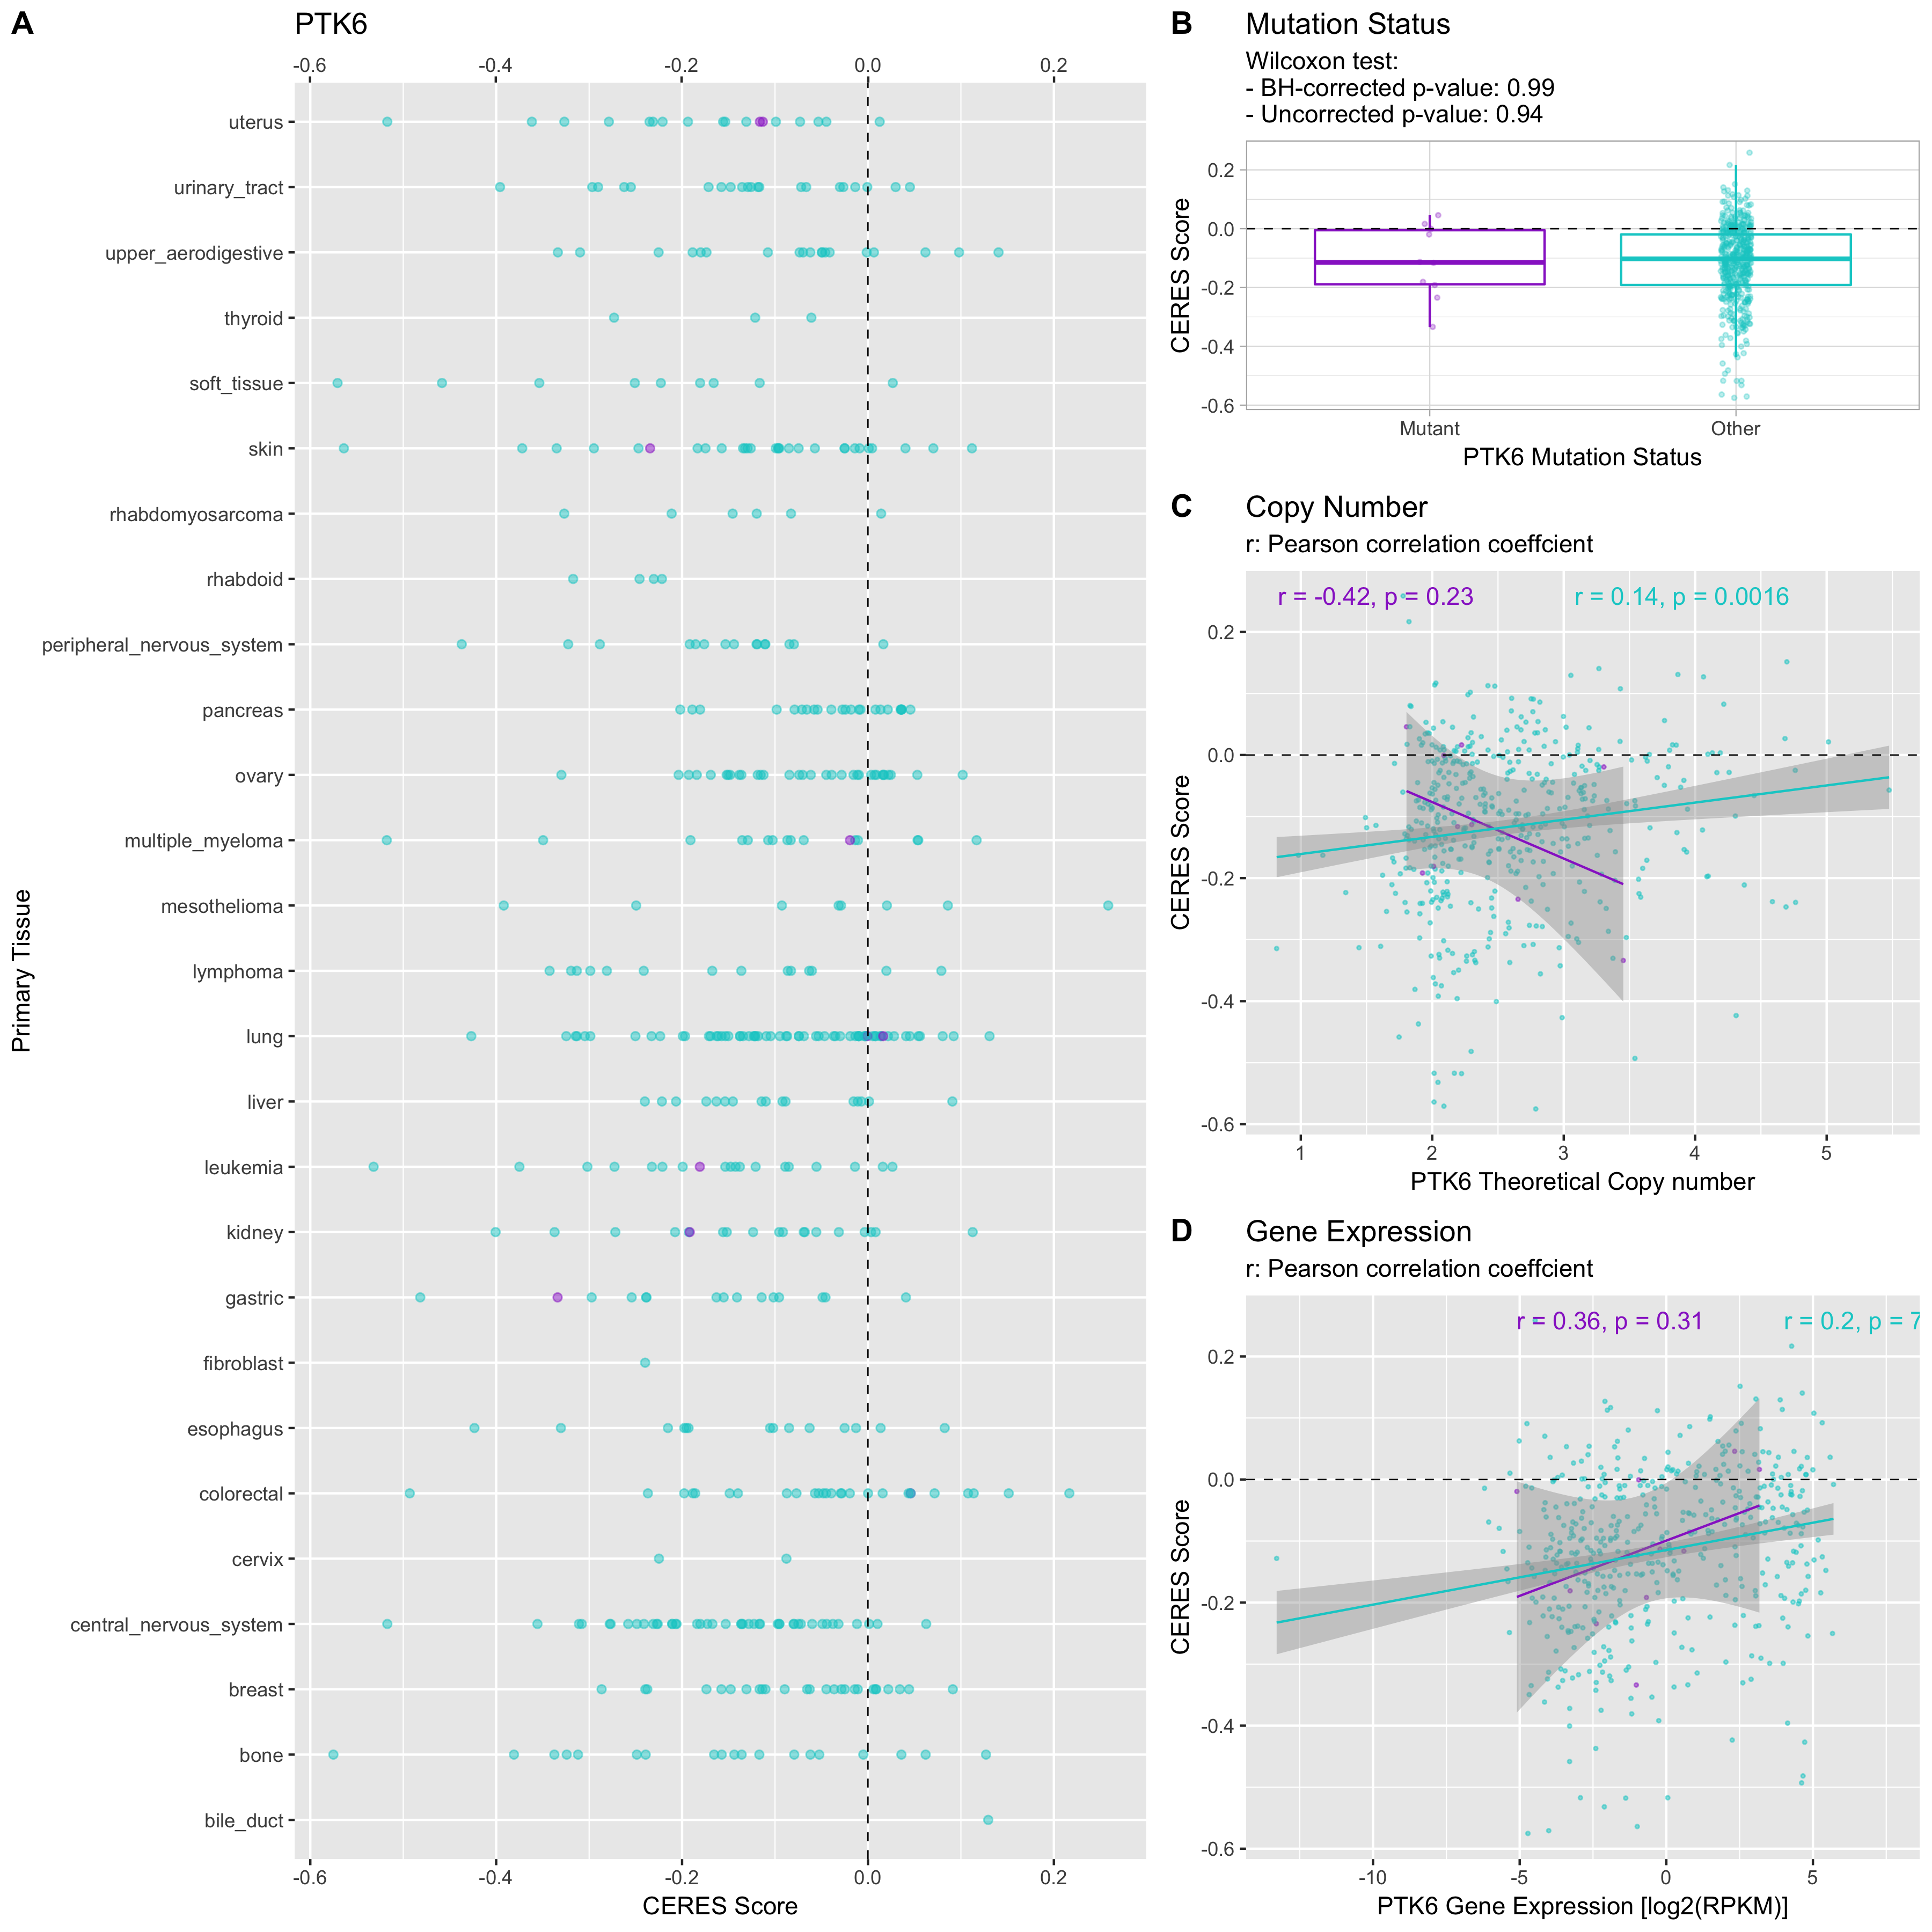 A
PTK6
-0.6 -0.4 -0.2 0.0 0.2
uterus
urinary_tract
upper_aerodigestive
thyroid
soft_tissue
skin
rhabdomyosarcoma
rhabdoid
peripheral_nervous_system
pancreas
ovary
multiple_myeloma
mesothelioma
lymphoma
lung
liver
leukemia
kidney
gastric
fibroblast
esophagus
colorectal
cervix
central_nervous_system
breast
bone
bile_duct
Primary Tissue
-0.6 -0.4 -0.2 0.0 0.2
CERES Score
B
Mutation Status
Wilcoxon test:
- BH-corrected p-value: 0.99
- Uncorrected p-value: 0.94
0.2
0.0
-0.2
-0.4
-0.6
CERES Score
Mutant Other
PTK6 Mutation Status
C
Copy Number
r: Pearson correlation coeffcient
r = -0.42, p = 0.23 r = 0.14, p = 0.0016
0.2
0.0
-0.2
-0.4
-0.6
CERES Score
1 2 3 4 5
PTK6 Theoretical Copy number
D
Gene Expression
r: Pearson correlation coeffcient
r = 0.36, p = 0.31 r = 0.2, p = 7
0.2
0.0
-0.2
-0.4
-0.6
CERES Score
-10 -5 0 5
PTK6 Gene Expression [log2(RPKM)]